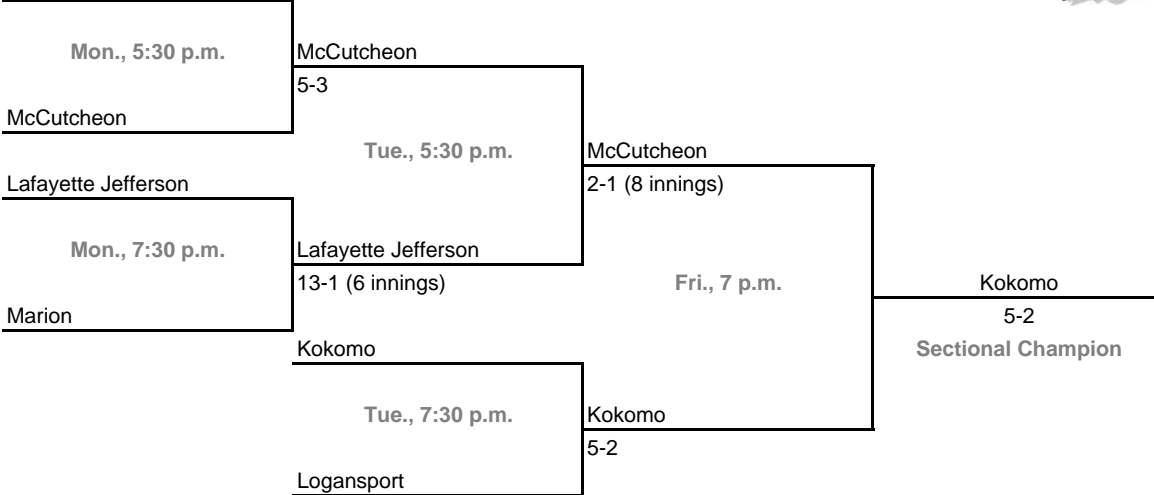 Mon., 5:30 p.m.
McCutcheon
5-3
McCutcheon
Tue., 5:30 p.m.
McCutcheon
2-1 (8 innings)
Lafayette Jefferson
Mon., 7:30 p.m.
Lafayette Jefferson
13-1 (6 innings)
Fri., 7 p.m.
Kokomo
5-2
Sectional Champion
Marion
Kokomo
Tue., 7:30 p.m.
Kokomo
5-2
Logansport